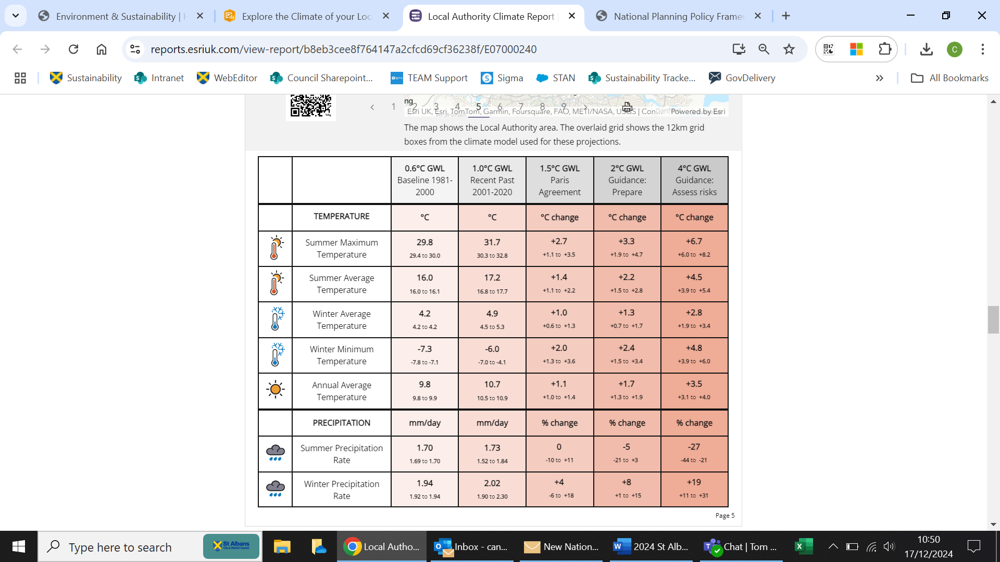 Environment & Sustainability | H
Explore the Climate of your Loca
Local Authority Climate Report |
National Planning Policy Framew
reports.esriuk.com/view-report/b8eb3cee8f764147a2cfcd69cf36238f/E07000240
C
Sustainability
Intranet
WebEditor
Council Sharepoint...
TEAM Support
Sigma
STAN
Sustainability Tracke...
GovDelivery
All Bookmarks
ng
1 2 3 4 5 6 7 8 9
Esri UK, Esri, TomTom, Garmin, Foursquare, FAO, METI/NASA, USGS | Con... Powered by Esri
The map shows the Local Authority area. The overlaid grid shows the 12km grid
boxes from the climate model used for these projections.
0.6°C GWL 1.0°C GWL 1.5°C GWL 2°C GWL 4°C GWL
Baseline 1981- Recent Past Paris Guidance: Guidance:
2000 2001-2020 Agreement Prepare Assess risks
TEMPERATURE °C °C °C change °C change °C change
Summer Maximum 29.8 31.7 +2.7 +3.3 +6.7
Temperature 29.4 to 30.0 30.3 to 32.8 +1.1 to +3.5 +1.9 to +4.7 +6.0 to +8.2
Summer Average 16.0 17.2 +1.4 +2.2 +4.5
Temperature 16.0 to 16.1 16.8 to 17.7 +1.1 to +2.2 +1.5 to +2.8 +3.9 to +5.4
Winter Average 4.2 4.9 +1.0 +1.3 +2.8
Temperature 4.2 to 4.2 4.5 to 5.3 +0.6 to +1.3 +0.7 to +1.7 +1.9 to +3.4
Winter Minimum -7.3 -6.0 +2.0 +2.4 +4.8
Temperature -7.8 to -7.1 -7.0 to -4.1 +1.3 to +3.6 +1.5 to +3.4 +3.9 to +6.0
Annual Average 9.8 10.7 +1.1 +1.7 +3.5
Temperature 9.8 to 9.9 10.5 to 10.9 +1.0 to +1.4 +1.3 to +1.9 +3.1 to +4.0
PRECIPITATION mm/day mm/day % change % change % change
Summer Precipitation 1.70 1.73 0 -5 -27
Rate 1.69 to 1.70 1.52 to 1.84 -10 to +11 -21 to +3 -44 to -21
Winter Precipitation 1.94 2.02 +4 +8 +19
Rate 1.92 to 1.94 1.90 to 2.30 -6 to +18 +1 to +15 +11 to +31
Page 5
Type here to search
St Albans
City & District Council
Local Autho...
Inbox - can...
New Nation...
2024 St Alb...
Chat | Tom ...
10:50
17/12/2024